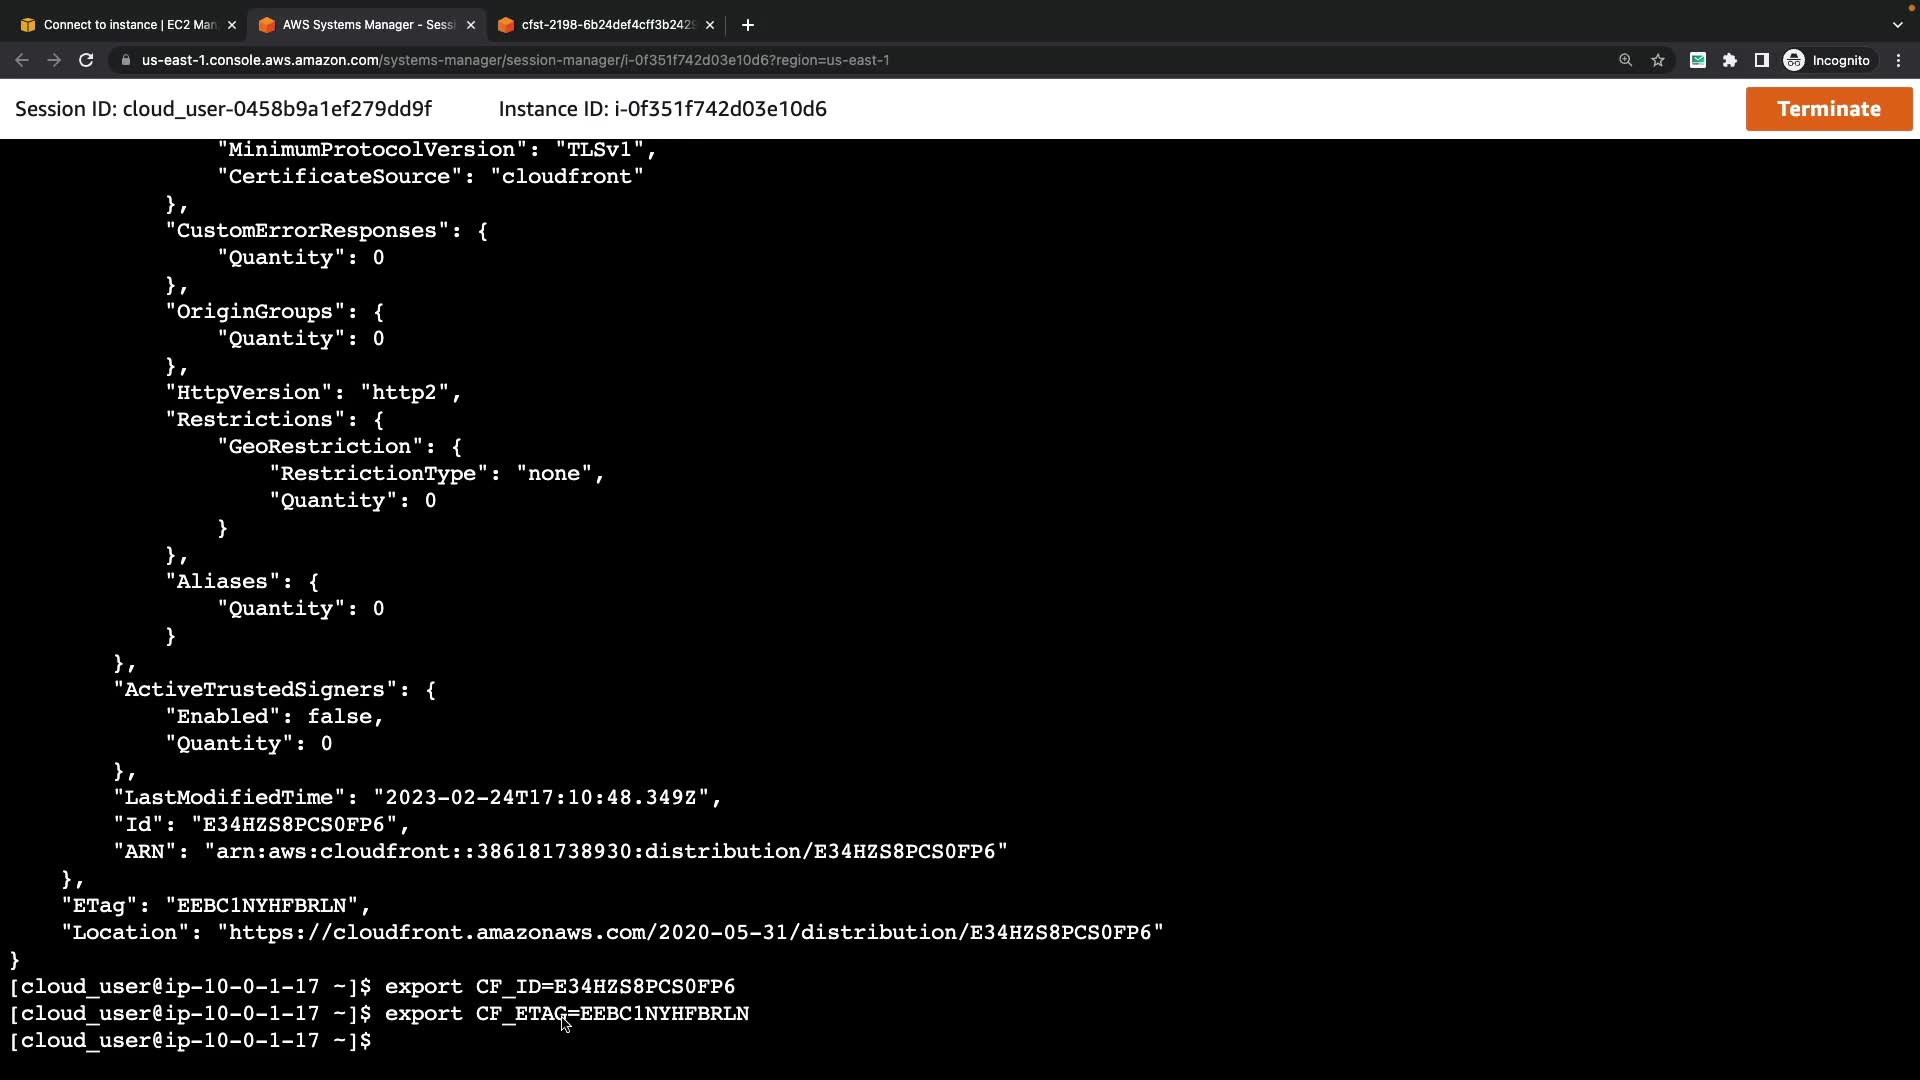 Connect to instance | EC2 Man
AWS Systems Manager - Sessi
cfst-2198-6b24def4cff3b2429
us-east-1.console.aws.amazon.com/systems-manager/session-manager/i-0f351f742d03e10d6?region=us-east-1
Incognito
Session ID: cloud_user-0458b9a1ef279dd9f
Instance ID: i-0f351f742d03e10d6
Terminate
"MinimumProtocolVersion": "TLSv1",
"CertificateSource": "cloudfront"
},
"CustomErrorResponses": {
"Quantity": 0
},
"OriginGroups": {
"Quantity": 0
},
"HttpVersion": "http2",
"Restrictions": {
"GeoRestriction": {
"RestrictionType": "none",
"Quantity": 0
}
},
"Aliases": {
"Quantity": 0
}
},
"ActiveTrustedSigners": {
"Enabled": false,
"Quantity": 0
},
"LastModifiedTime": "2023-02-24T17:10:48.349Z",
"Id": "E34HZS8PCS0FP6",
"ARN": "arn:aws:cloudfront::386181738930:distribution/E34HZS8PCS0FP6"
},
"ETag": "EEBC1NYHFBRLN",
"Location": "https://cloudfront.amazonaws.com/2020-05-31/distribution/E34HZS8PCS0FP6"
}
[cloud_user@ip-10-0-1-17 ~]$ export CF_ID=E34HZS8PCS0FP6
[cloud_user@ip-10-0-1-17 ~]$ export CF_ETAG=EEBC1NYHFBRLN
[cloud_user@ip-10-0-1-17 ~]$